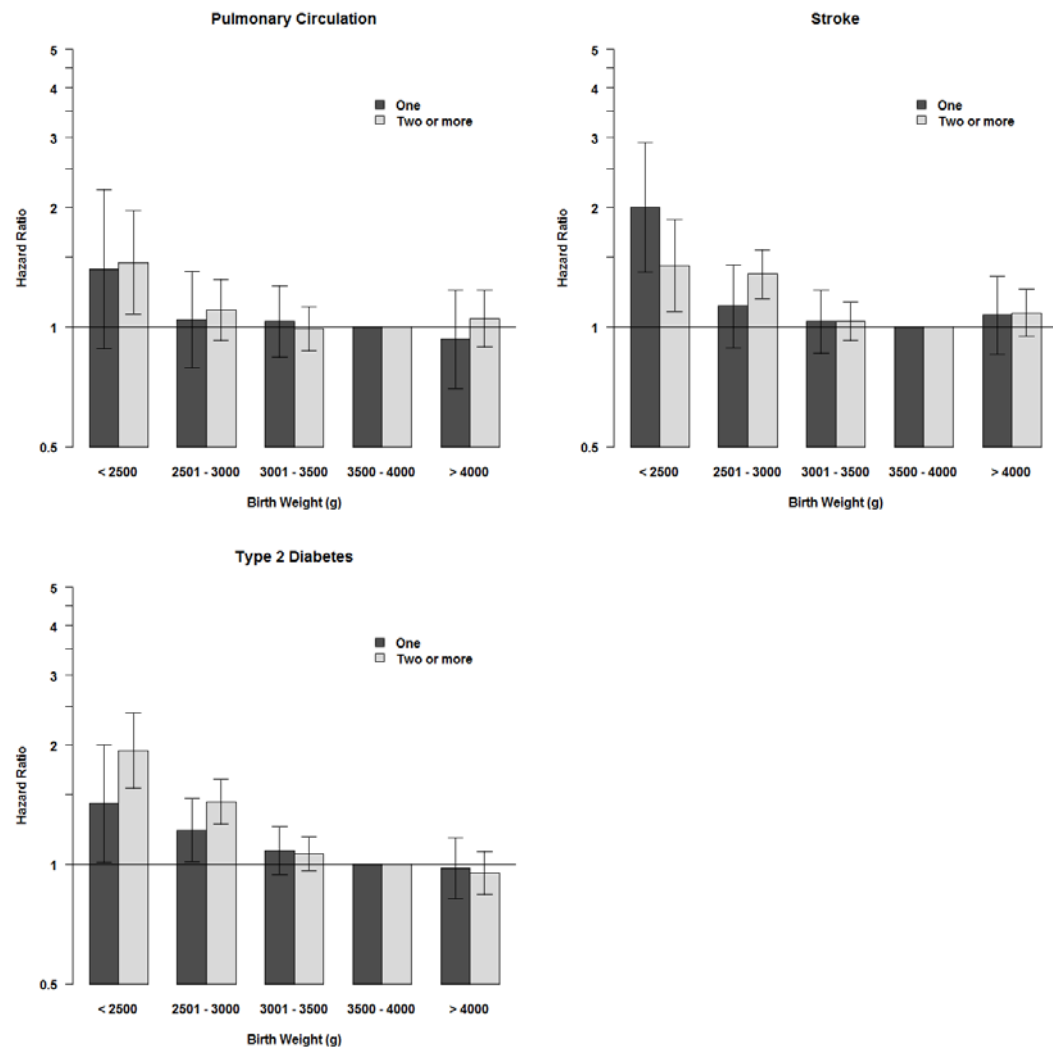 Pulmonary Circulation
5
4
3
2
1
0.5
Hazard Ratio
One
Two or more
< 2500 2501 - 3000 3001 - 3500 3500 - 4000 > 4000
Birth Weight (g)
Stroke
5
4
3
2
1
0.5
Hazard Ratio
One
Two or more
< 2500 2501 - 3000 3001 - 3500 3500 - 4000 > 4000
Birth Weight (g)
Type 2 Diabetes
5
4
3
2
1
0.5
Hazard Ratio
One
Two or more
< 2500 2501 - 3000 3001 - 3500 3500 - 4000 > 4000
Birth Weight (g)